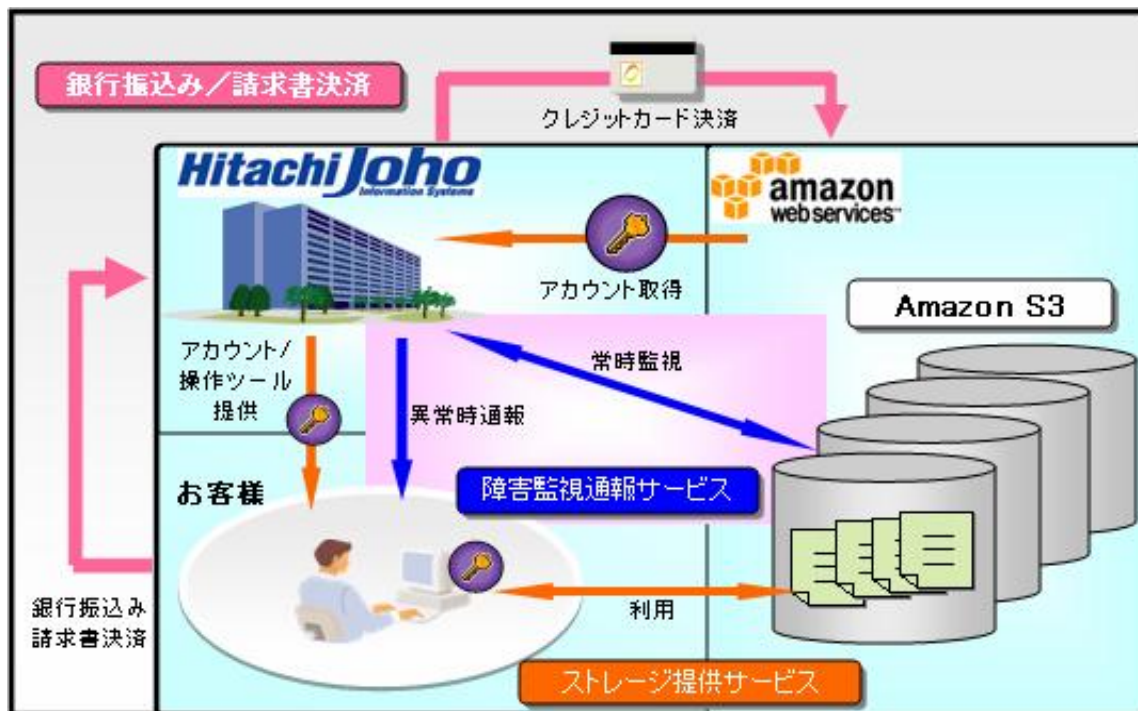 銀行振込み／請求書決済
クレジットカード決済
Hitachi Joho
Information Systems
amazon
web services™
アカウント取得
Amazon S3
アカウント/
操作ツール
提供
常時監視
異常時通報
お客様
障害監視通報サービス
利用
銀行振込み
請求書決済
ストレージ提供サービス